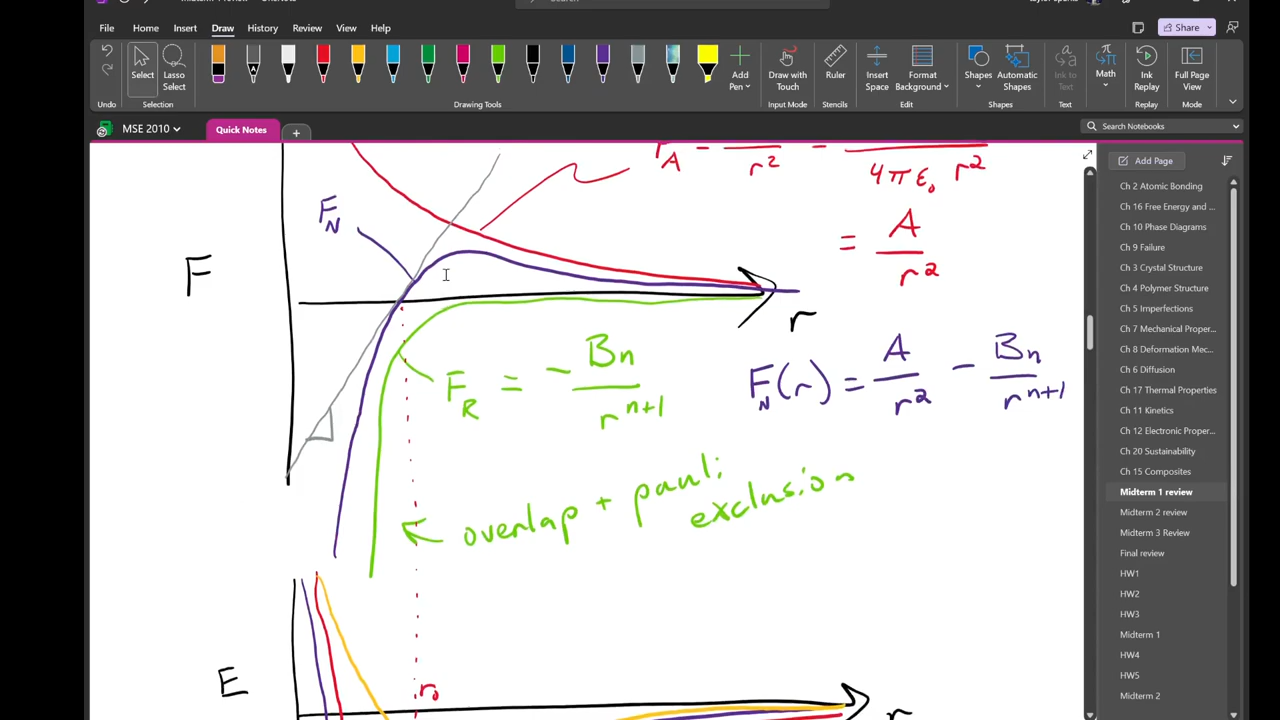 File Home Insert Draw History Review View Help
Share
Select
Lasso Select
Add Pen
Draw with Touch
Ruler
Insert Space
Format Background
Shapes
Automatic Shapes
Ink to Text
Math
Ink Replay
Full Page View
Undo
Selection
Drawing Tools
Input Mode
Stencils
Edit
Shapes
Text
Math
Replay
Mode
MSE 2010
Quick Notes
+
Search Notebooks
Add Page
Ch 2 Atomic Bonding
Ch 16 Free Energy and ...
Ch 10 Phase Diagrams
Ch 9 Failure
Ch 3 Crystal Structure
Ch 4 Polymer Structure
Ch 5 Imperfections
Ch 7 Mechanical Proper...
Ch 8 Deformation Mec...
Ch 6 Diffusion
Ch 17 Thermal Properties
Ch 11 Kinetics
Ch 12 Electronic Propert...
Ch 20 Sustainability
Ch 15 Composites
Midterm 1 review
Midterm 2 review
Midterm 3 Review
Final review
HW1
HW2
HW3
Midterm 1
HW4
HW5
Midterm 2
F_A = / r² = / 4πε₀ r²
= A / r²
F_N
F
r
F_R = - Bn / r^(n+1)
F_N(r) = A / r² - Bn / r^(n+1)
← overlap + pauli
exclusion
E
r₀
r